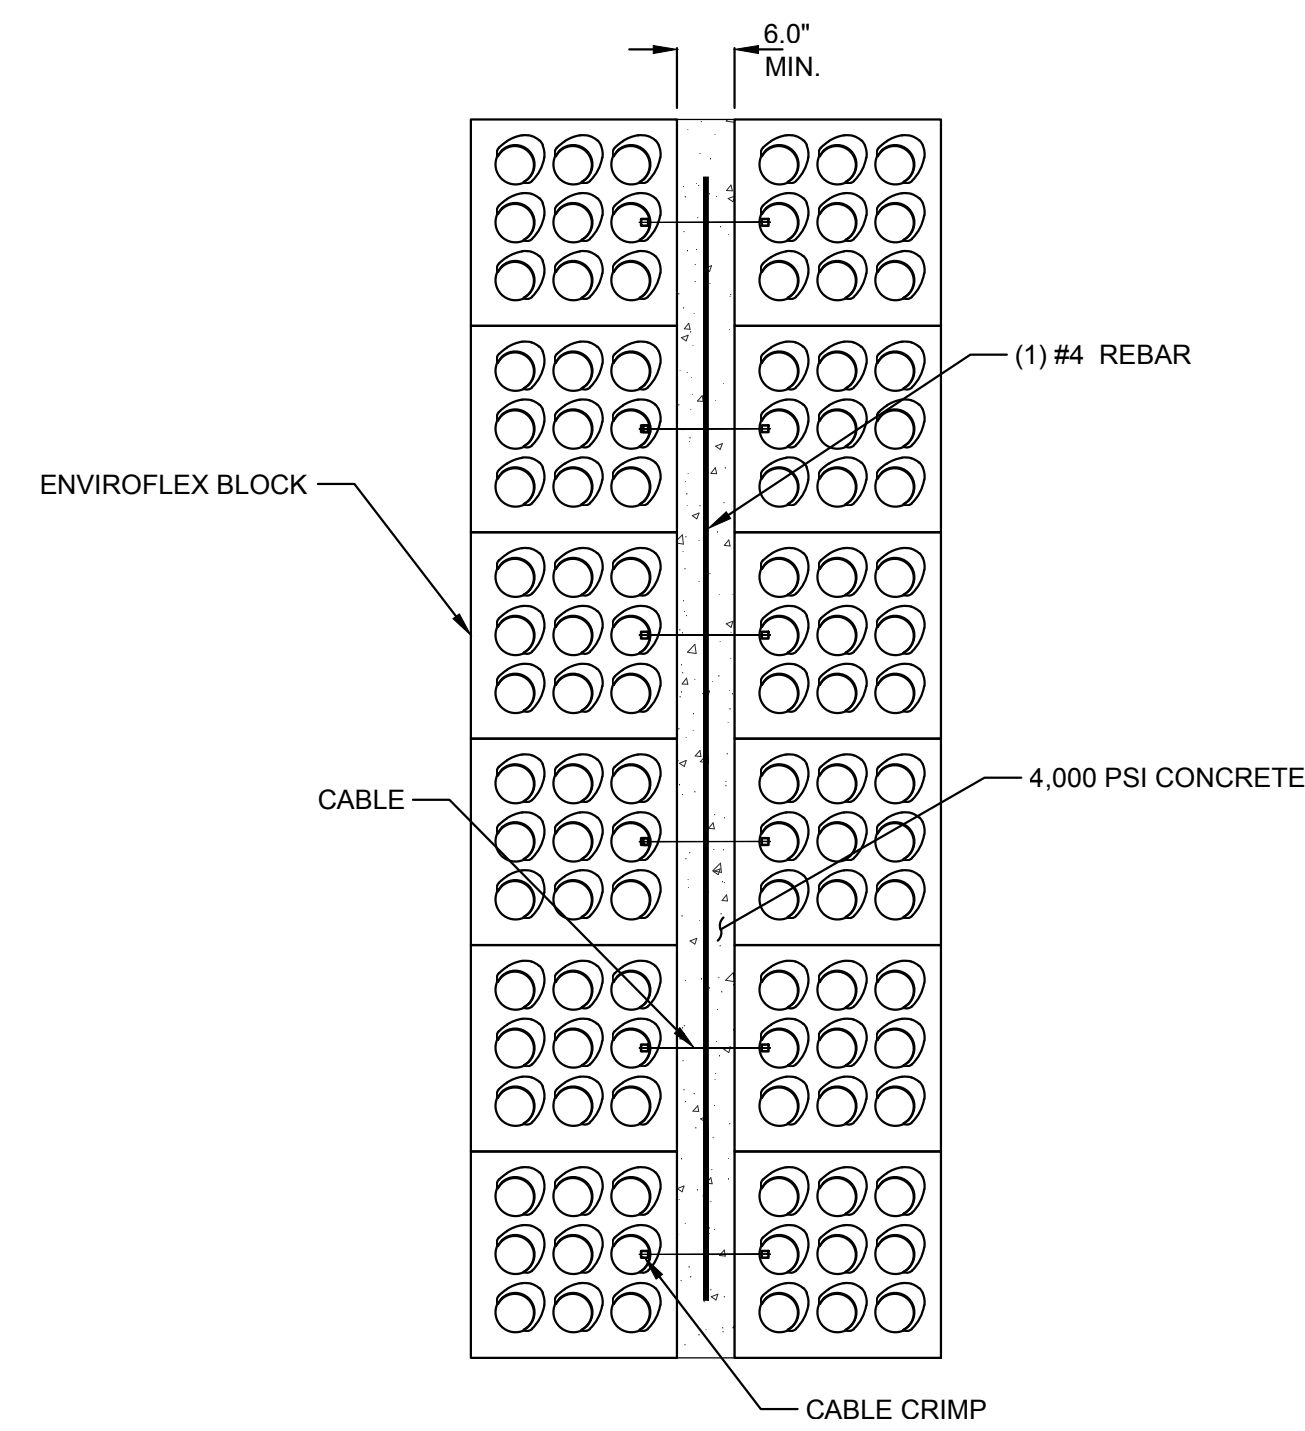 6.0"
MIN.
(1) #4  REBAR
ENVIROFLEX BLOCK
4,000 PSI CONCRETE
CABLE
CABLE CRIMP